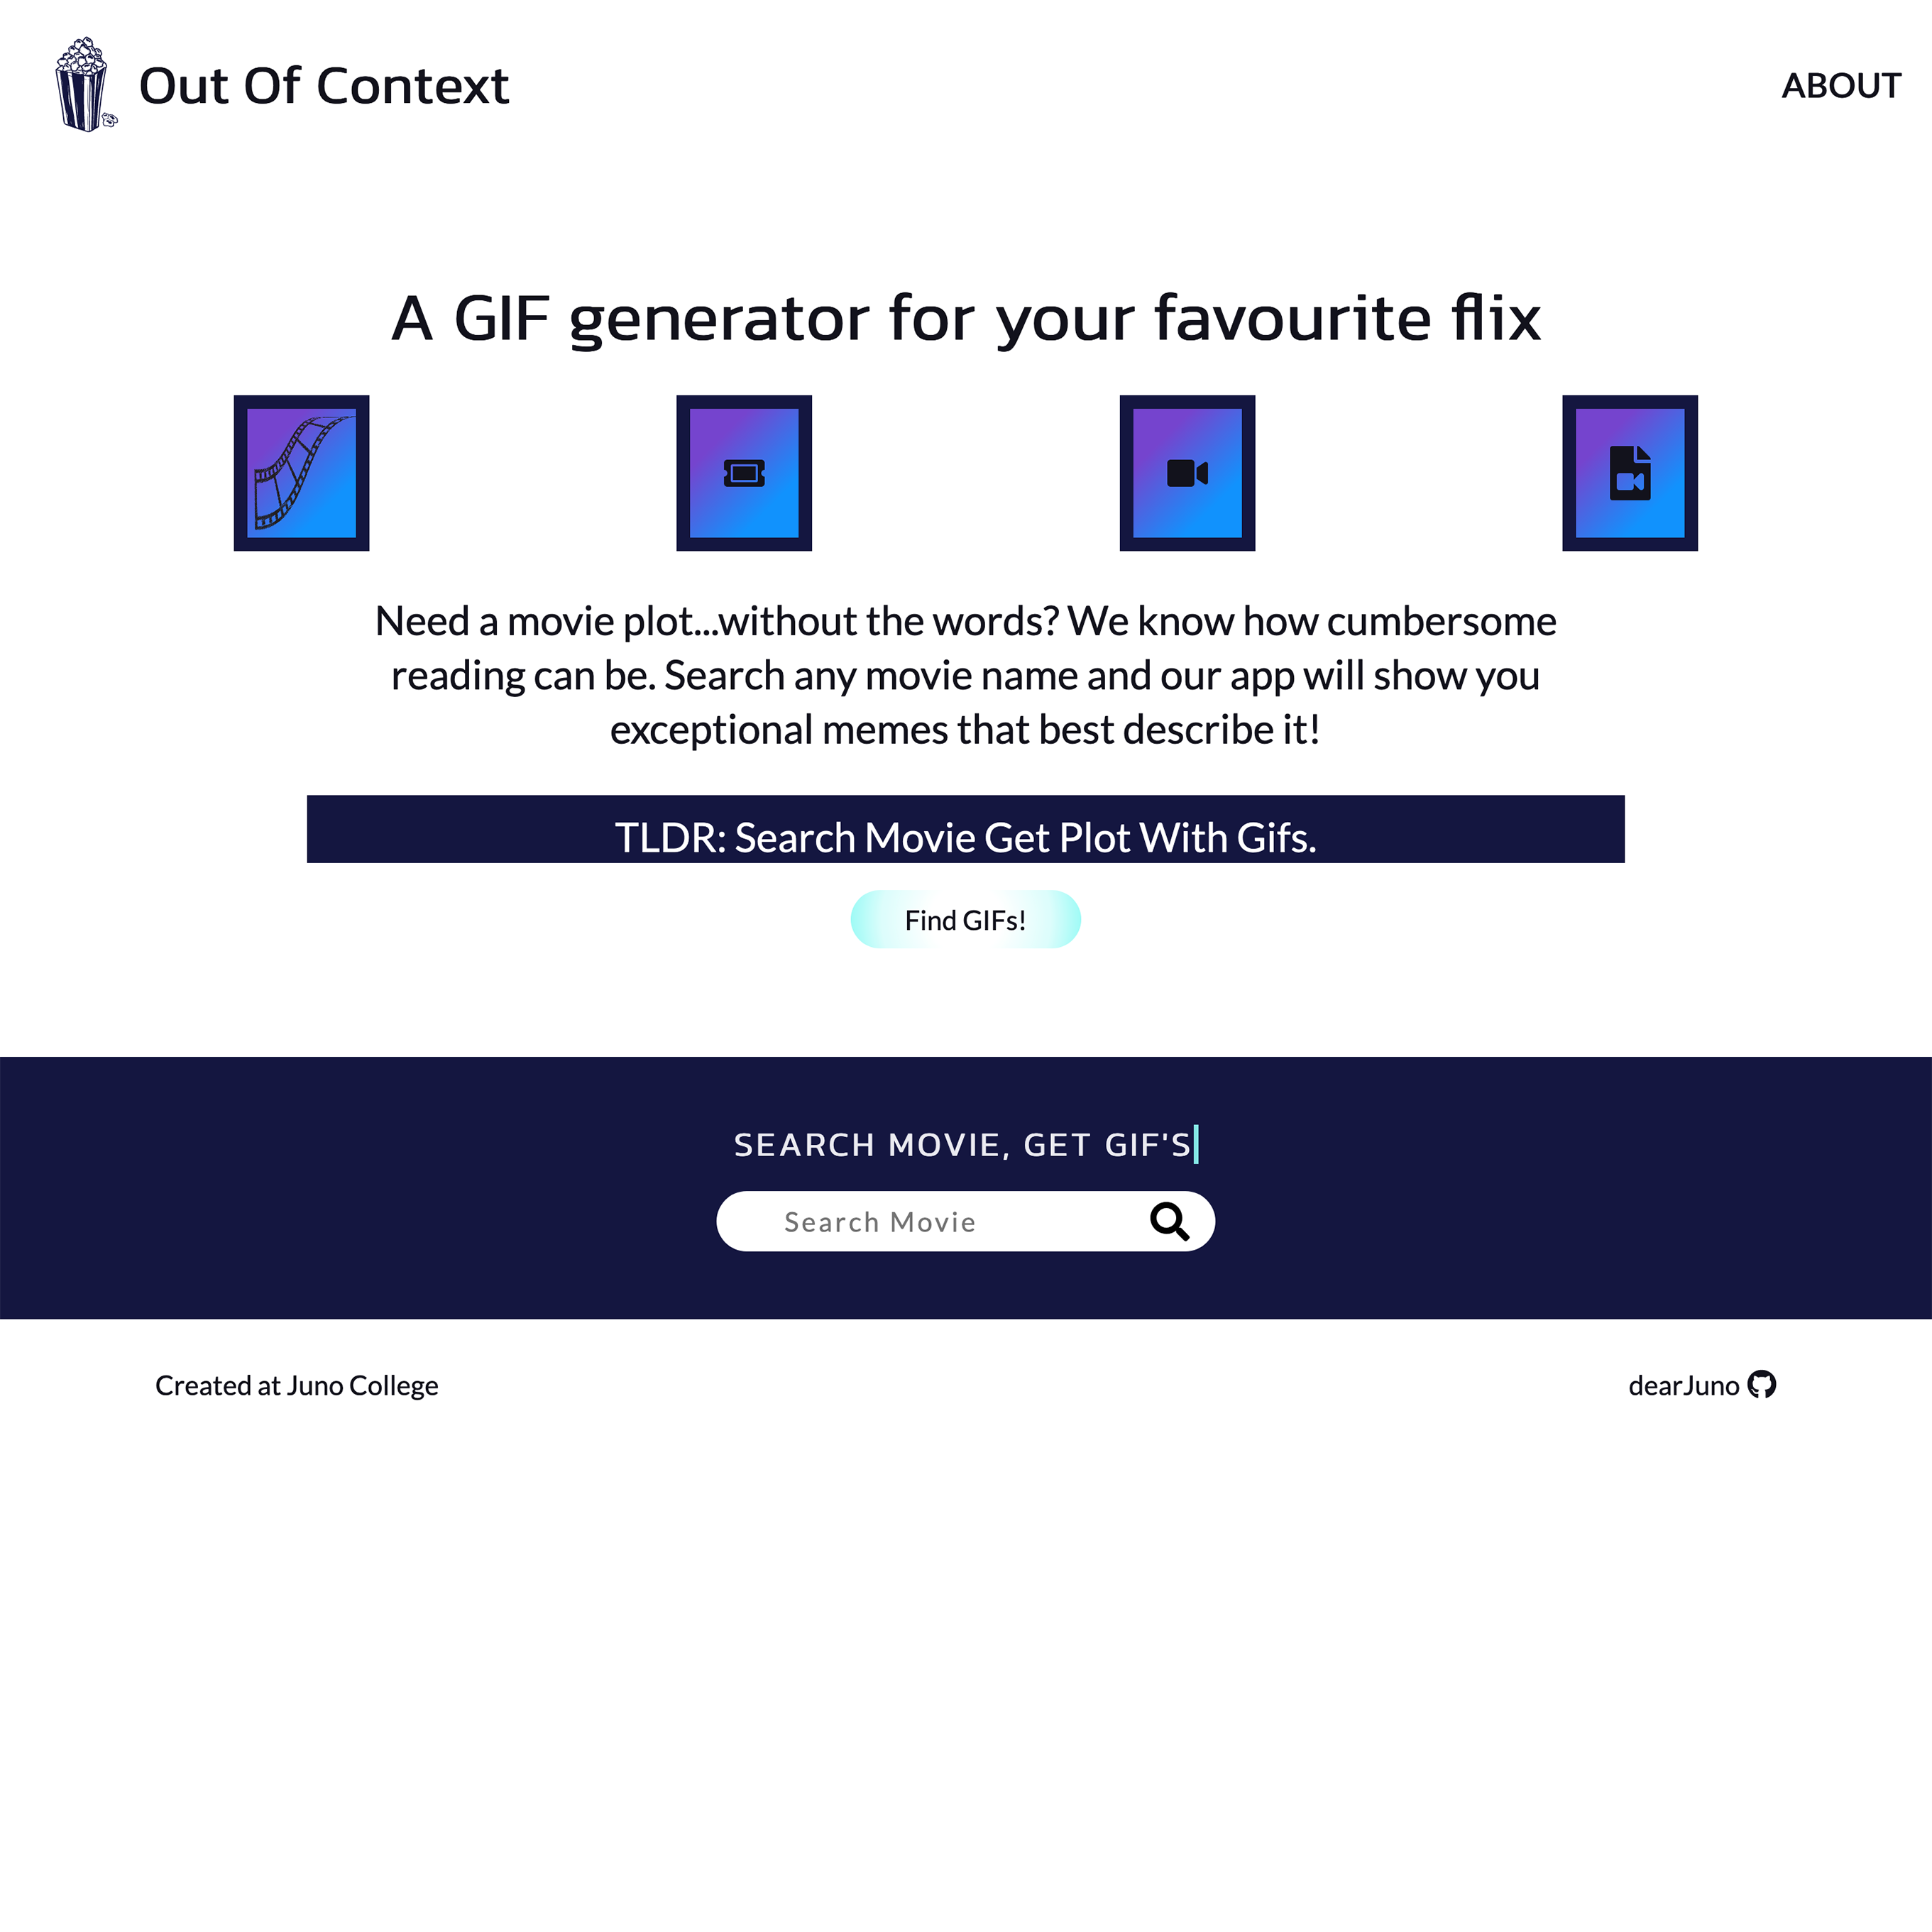 Out Of Context
ABOUT
A GIF generator for your favourite flix
Need a movie plot...without the words? We know how cumbersome
reading can be. Search any movie name and our app will show you
exceptional memes that best describe it!
TLDR: Search Movie Get Plot With Gifs.
Find GIFs!
SEARCH MOVIE, GET GIF'S
Search Movie
Created at Juno College
dearJuno